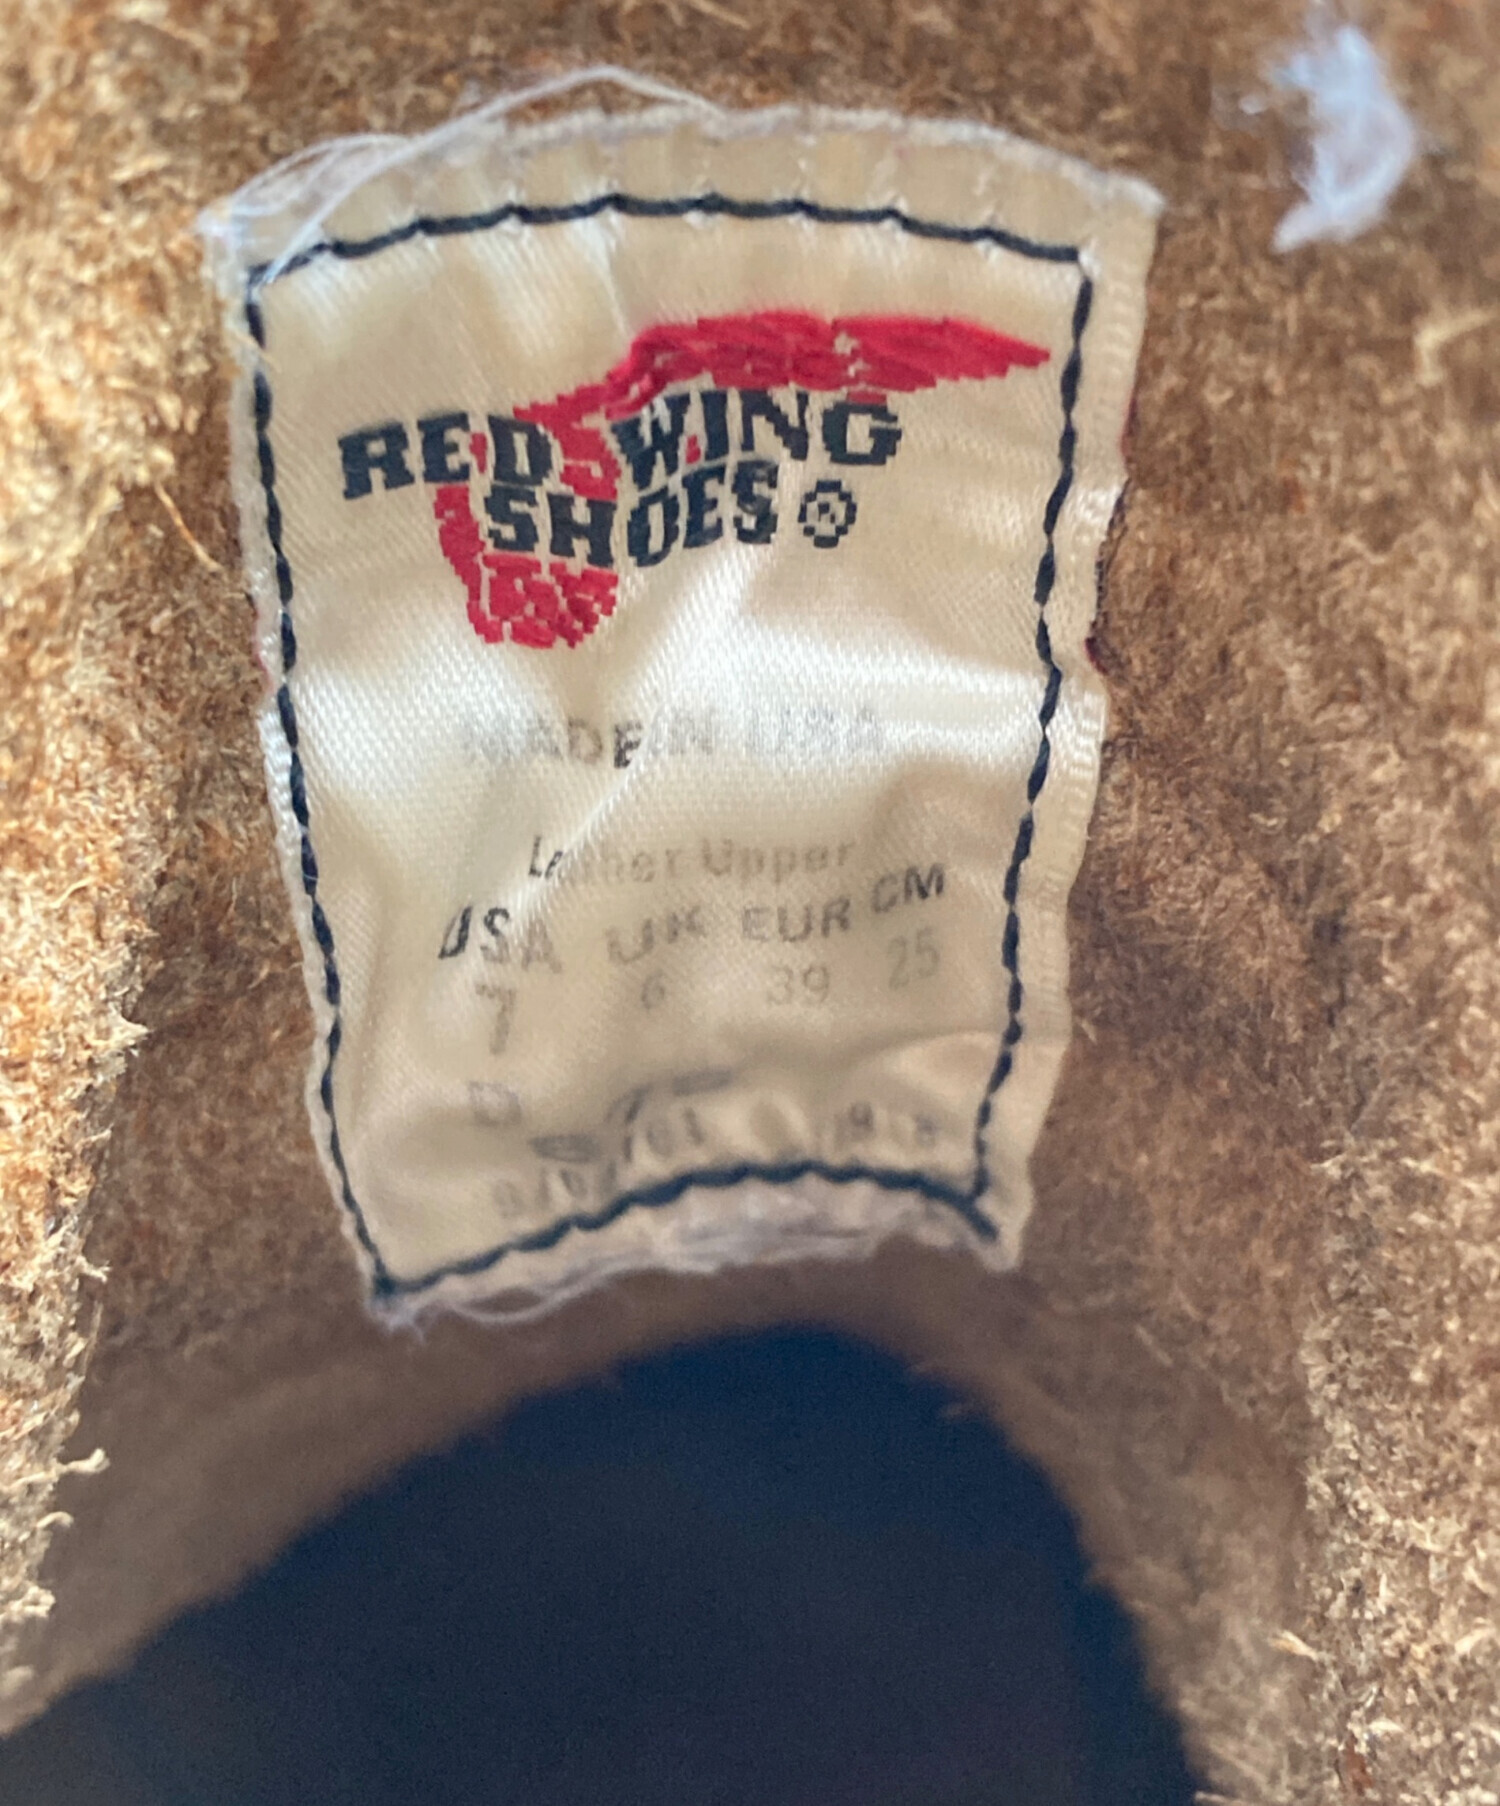 RED WING
SHOES®
MADE IN USA
Leather Upper
USA UK EUR CM
7 6 39 25
D